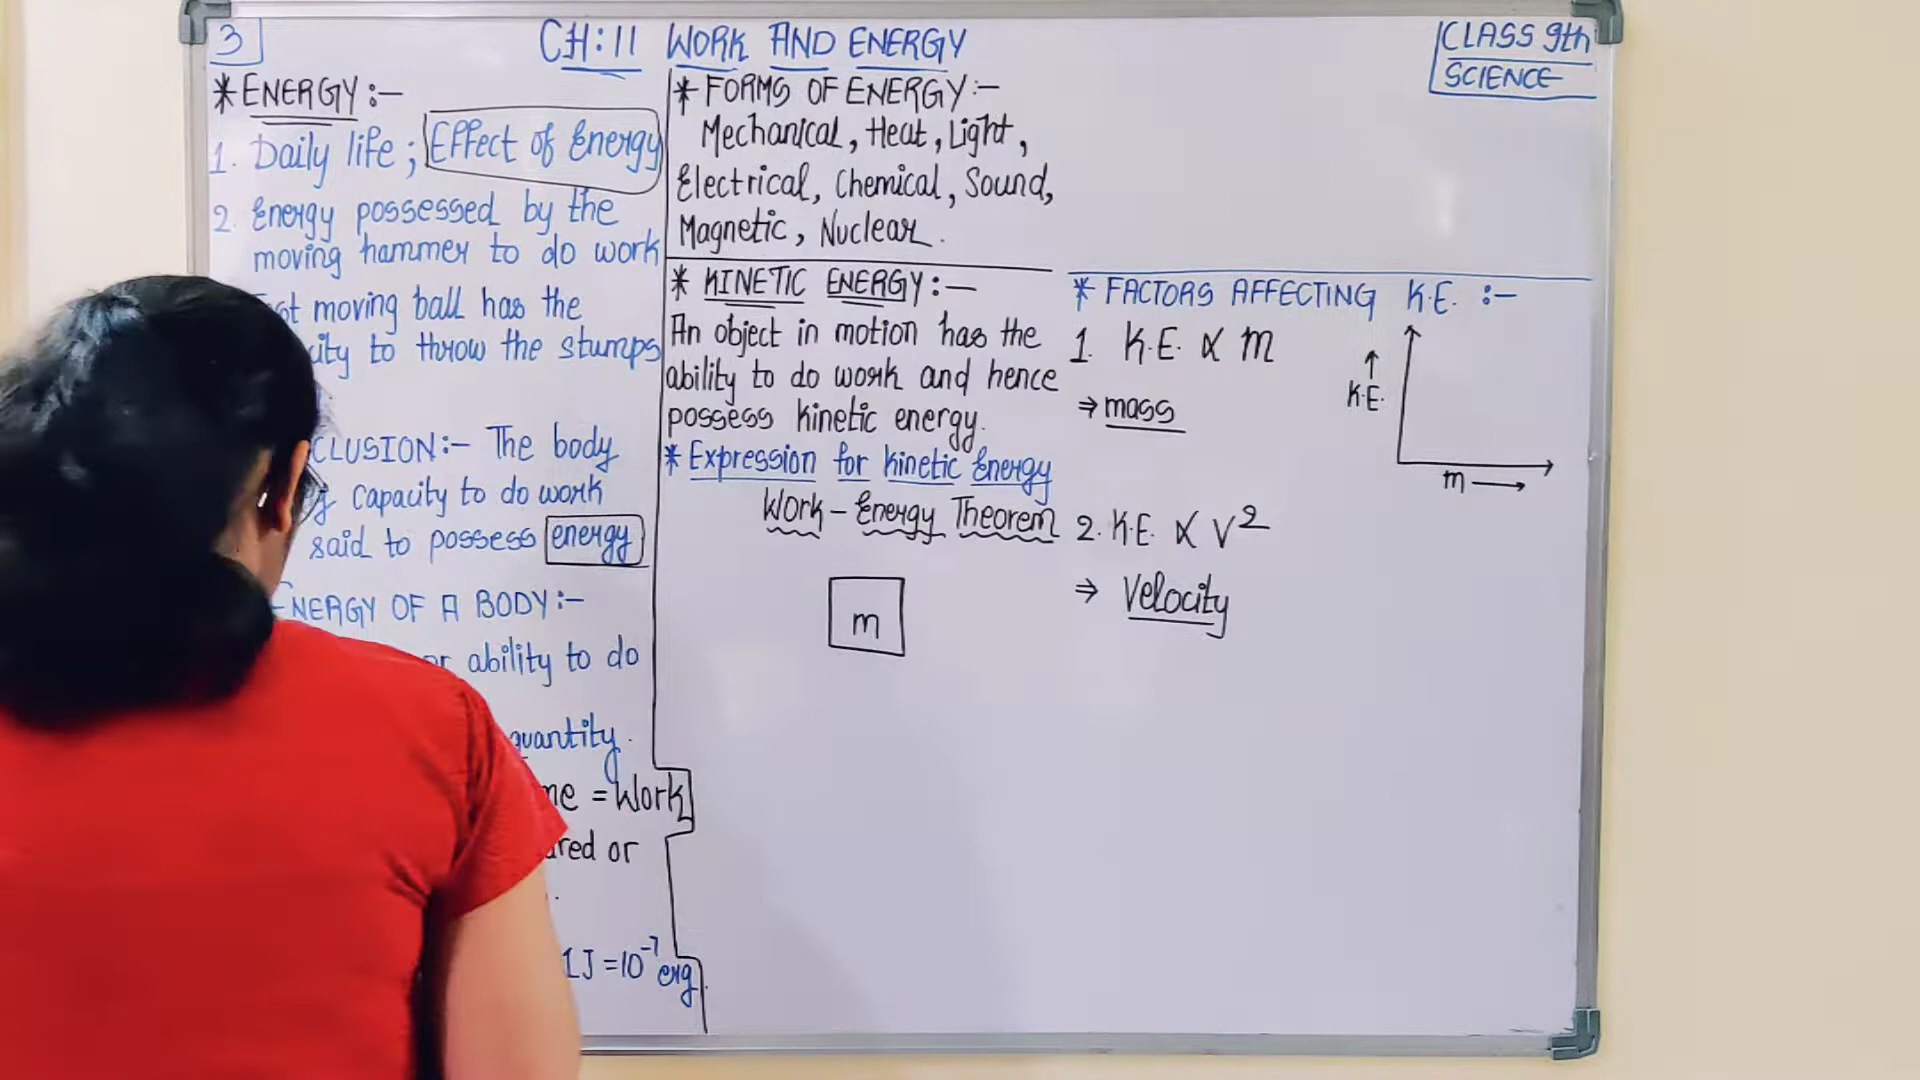 3
CH:11 WORK AND ENERGY
CLASS 9th
SCIENCE
* ENERGY :-
1. Daily life ; Effect of Energy
2. Energy possessed by the
moving hammer to do work
moving ball has the
to throw the stumps
CLUSION:- The body
capacity to do work
said to possess energy
ENERGY OF A BODY:-
or ability to do
quantity.
= Work
or
1J = 10⁻⁷ erg
* FORMS OF ENERGY :-
Mechanical, Heat, Light,
Electrical, Chemical, Sound,
Magnetic, Nuclear.
* KINETIC ENERGY :-
An object in motion has the
ability to do work and hence
possess kinetic energy.
* Expression for kinetic Energy
Work - Energy Theorem
m
* FACTORS AFFECTING K.E. :-
1. K.E. ∝ m
⇒ mass
↑
K.E.
m →
2. K.E. ∝ V²
⇒ Velocity